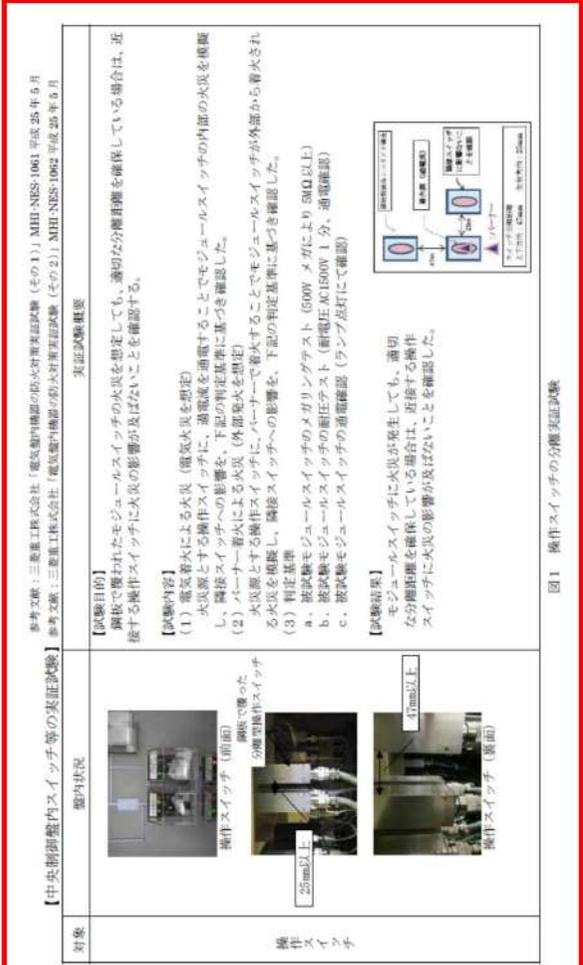 【中央制御盤内スイッチ等の実証試験】
参考文献：三菱重工株式会社「電気盤内機器の防火対策実証試験（その１）」MHI-NES-1061 平成 25 年 5 月
参考文献：三菱重工株式会社「電気盤内機器の防火対策実証試験（その２）」MHI-NES-1062 平成 25 年 5 月
対象
盤内状況
実証試験概要
操作スイッチ
操作スイッチ（前面）
鋼板で覆った
分離型操作スイッチ
25mm以上
47mm以上
操作スイッチ（裏面）
【試験目的】
鋼板で覆われたモジュールスイッチの火災を想定しても、適切な分離距離を確保している場合は、近
接する操作スイッチに火災の影響が及ばないことを確認する。
【試験内容】
（１）電気着火による火災（電気火災を想定）
火災源とする操作スイッチに、過電流を通電することでモジュールスイッチの内部の火災を模擬
し、隣接スイッチへの影響を、下記の判定基準に基づき確認した。
（２）バーナー着火による火災（外部発火を想定）
火災源とする操作スイッチに、バーナーで着火することでモジュールスイッチが外部から着火され
る火災を模擬し、隣接スイッチへの影響を、下記の判定基準に基づき確認した。
（３）判定基準
a．被試験モジュールスイッチのメガリングテスト（500V メガにより 5MΩ以上）
b．被試験モジュールスイッチの耐圧テスト（耐電圧 AC1500V 1 分、通電確認）
c．被試験モジュールスイッチの通電確認（ランプ点灯にて確認）
【試験結果】
モジュールスイッチに火災が発生しても、適切
な分離距離を確保している場合は、近接する操作
スイッチに火災の影響が及ばないことを確認した。
バーナー
図 1 操作スイッチの分離実証試験